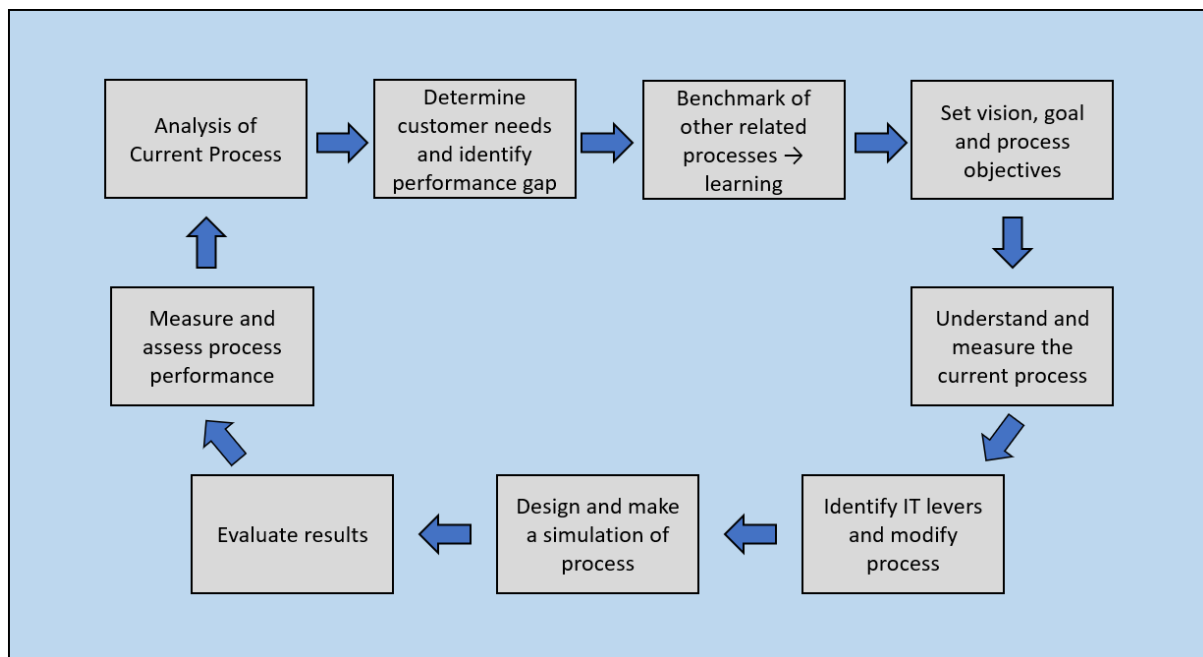 Analysis of
Current Process
Determine
customer needs
and identify
performance gap
Benchmark of
other related
processes →
learning
Set vision, goal
and process
objectives
Understand and
measure the
current process
Identify IT levers
and modify
process
Design and make
a simulation of
process
Evaluate results
Measure and
assess process
performance